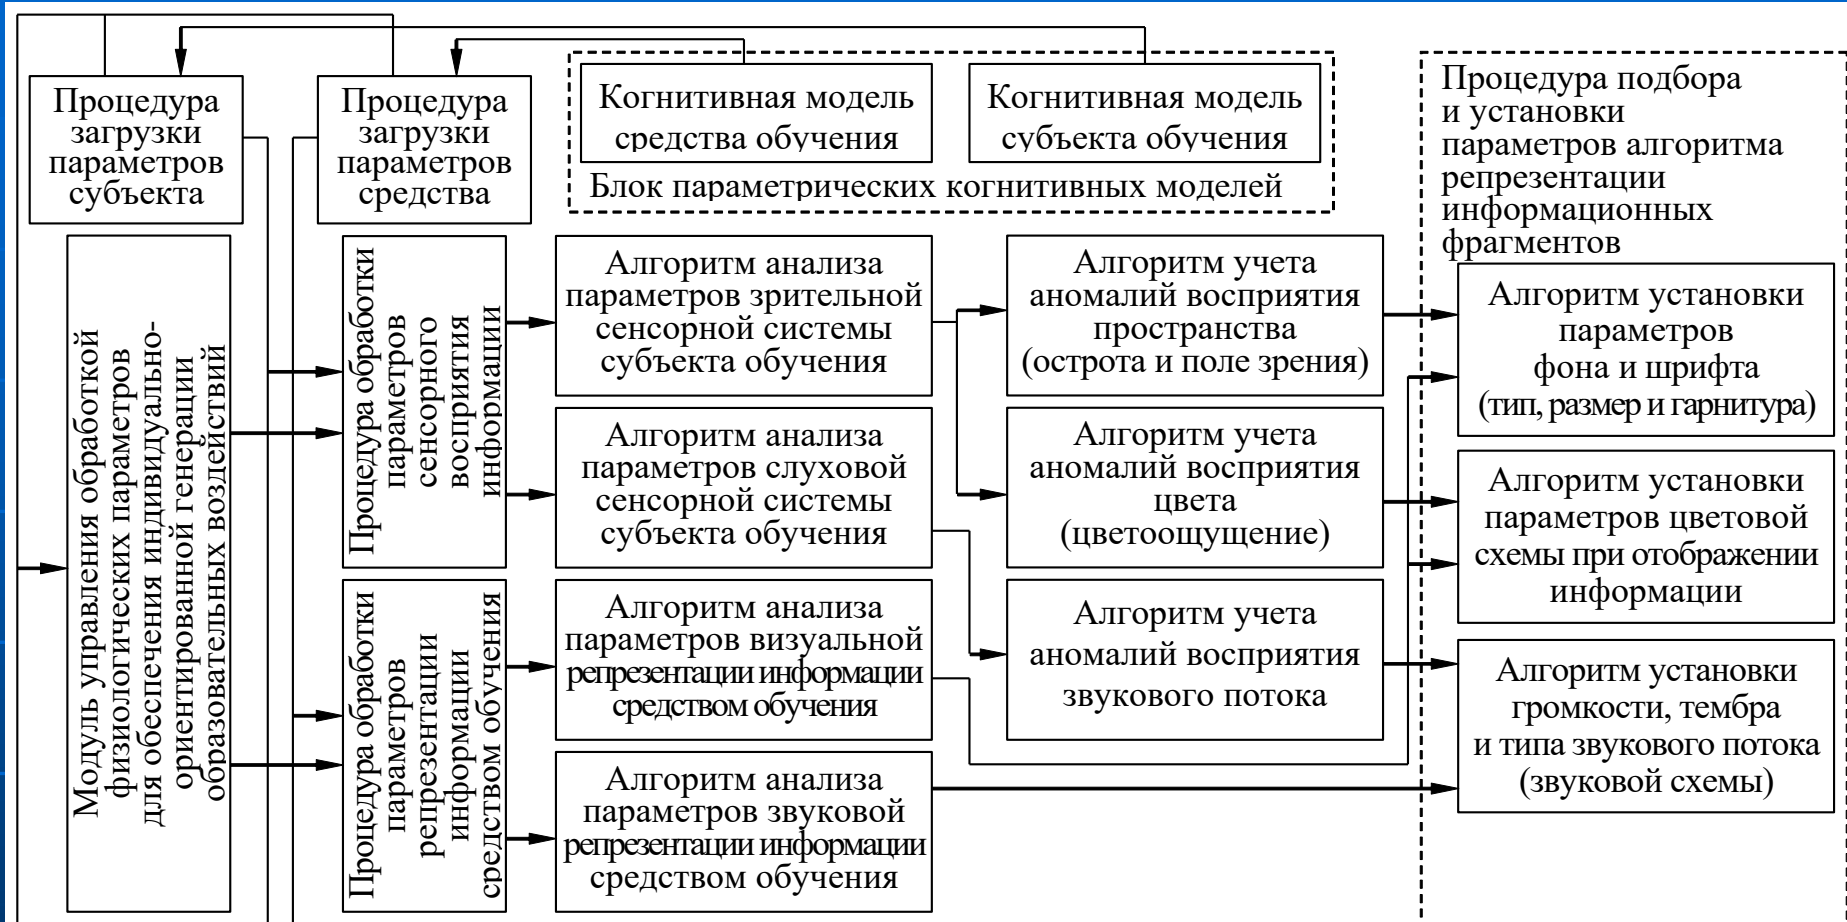 Процедура
загрузки
параметров
субъекта
Процедура
загрузки
параметров
средства
Когнитивная модель
средства обучения
Когнитивная модель
субъекта обучения
Блок параметрических когнитивных моделей
Процедура подбора
и установки
параметров алгоритма
репрезентации
информационных
фрагментов
Модуль управления обработкой
физиологических параметров
для обеспечения индивидуально-
ориентированной генерации
образовательных воздействий
Процедура обработки
параметров
сенсорного
восприятия
информации
Процедура обработки
параметров
репрезентации
информации
средством обучения
Алгоритм анализа
параметров зрительной
сенсорной системы
субъекта обучения
Алгоритм анализа
параметров слуховой
сенсорной системы
субъекта обучения
Алгоритм анализа
параметров визуальной
репрезентации информации
средством обучения
Алгоритм анализа
параметров звуковой
репрезентации информации
средством обучения
Алгоритм учета
аномалий восприятия
пространства
(острота и поле зрения)
Алгоритм учета
аномалий восприятия
цвета
(цветоощущение)
Алгоритм учета
аномалий восприятия
звукового потока
Алгоритм установки
параметров
фона и шрифта
(тип, размер и гарнитура)
Алгоритм установки
параметров цветовой
схемы при отображении
информации
Алгоритм установки
громкости, тембра
и типа звукового потока
(звуковой схемы)